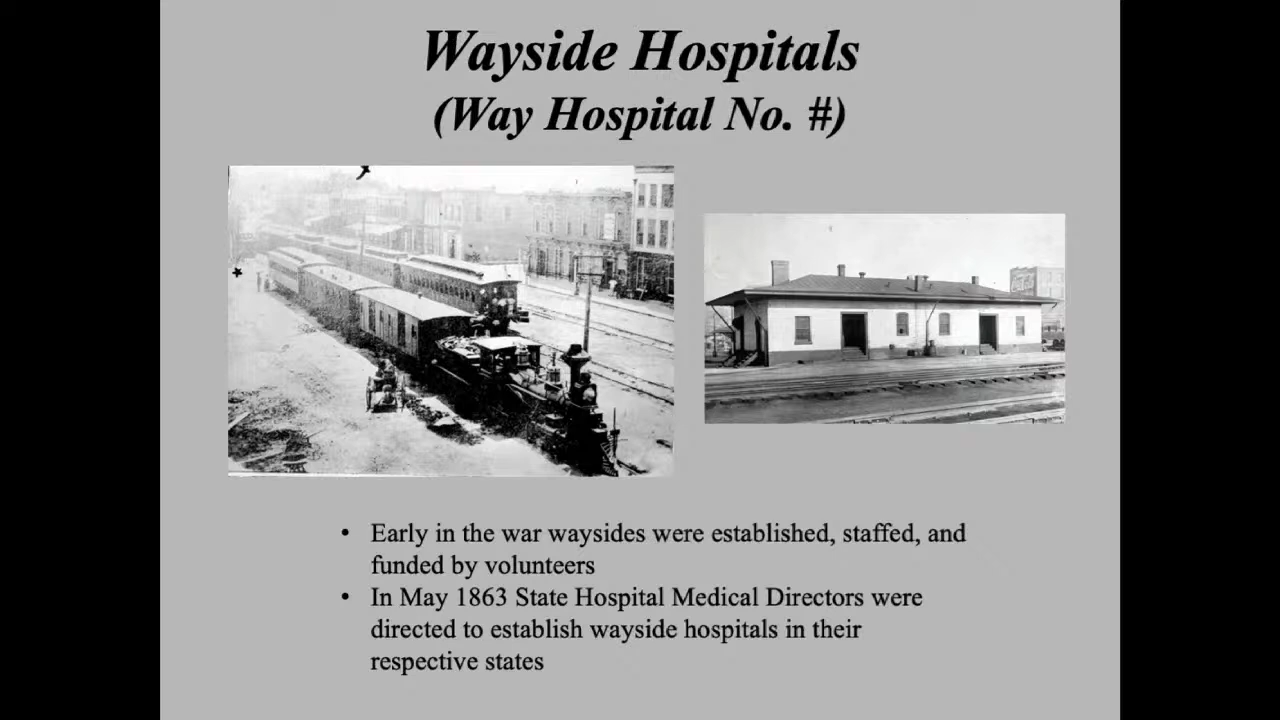 Wayside Hospitals
(Way Hospital No. #)
• Early in the war waysides were established, staffed, and
funded by volunteers
• In May 1863 State Hospital Medical Directors were
directed to establish wayside hospitals in their
respective states